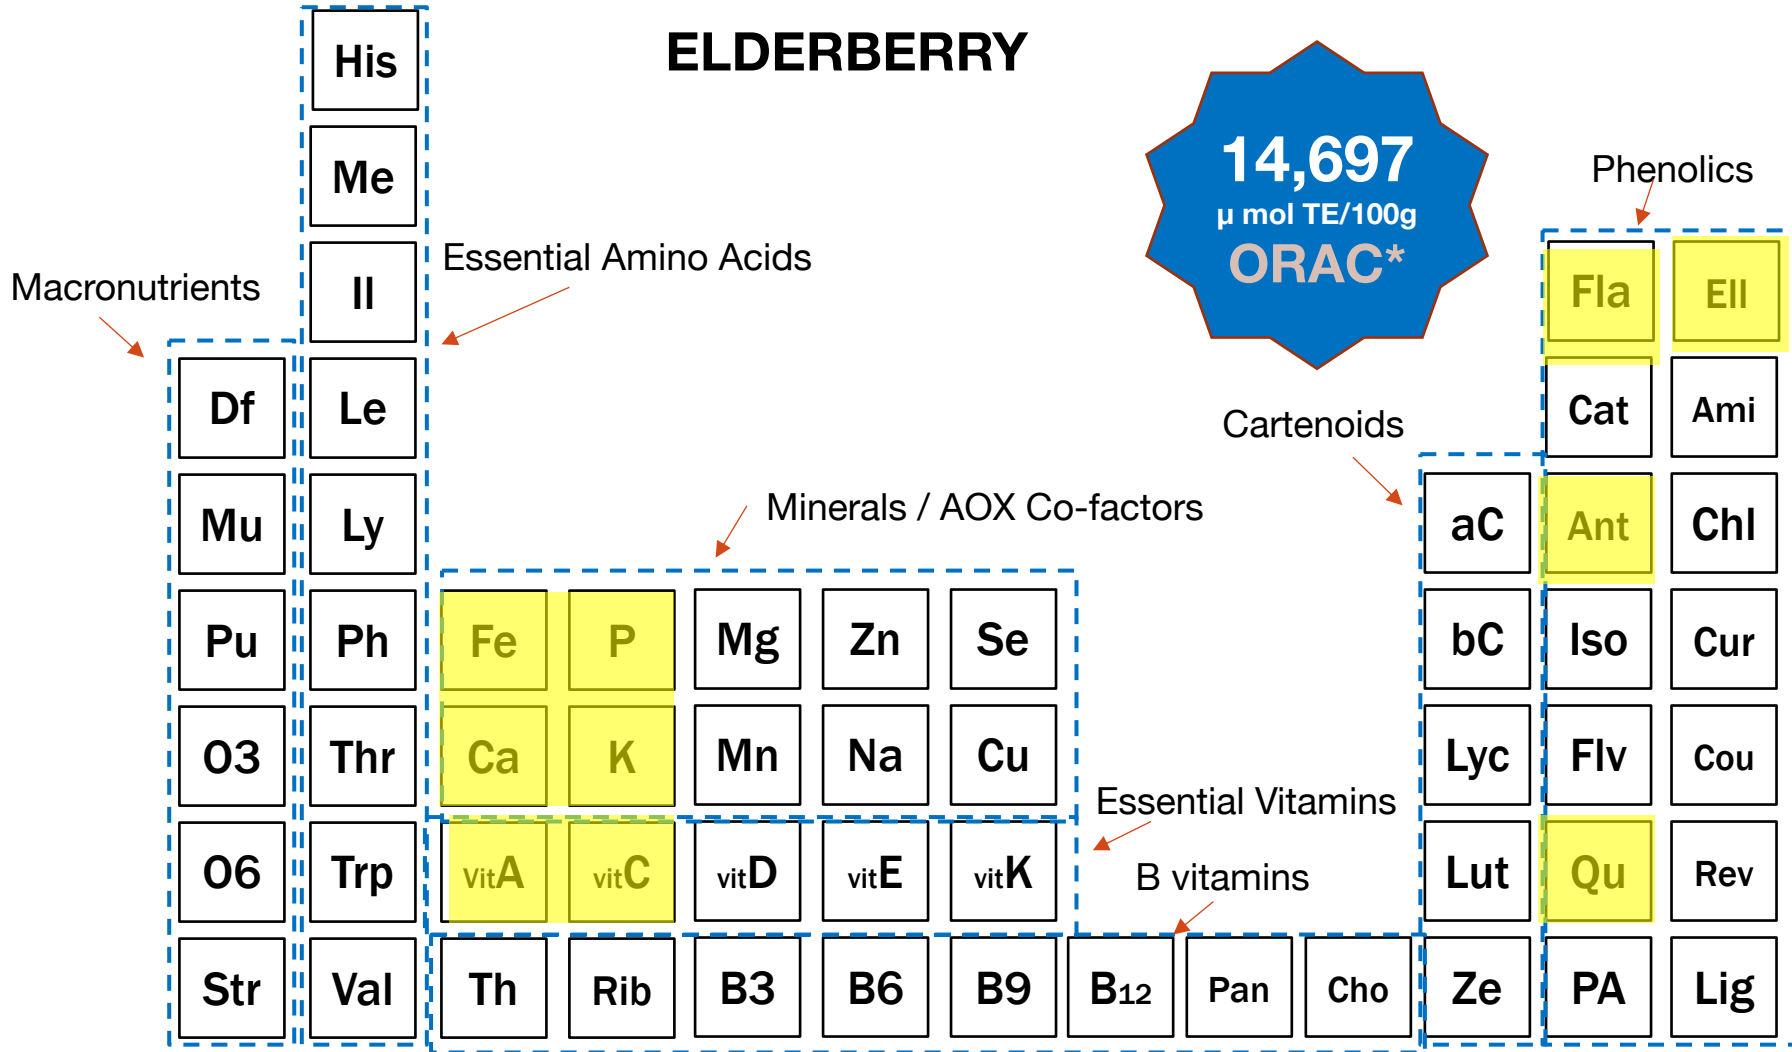 ELDERBERRY
14,697
µ mol TE/100g
ORAC*
Macronutrients
Essential Amino Acids
Minerals / AOX Co-factors
Essential Vitamins
B vitamins
Cartenoids
Phenolics
His
Me
Il
Fla Ell
Df Le Cat Ami
Mu Ly aC Ant Chl
Pu Ph Fe P Mg Zn Se bC Iso Cur
O3 Thr Ca K Mn Na Cu Lyc Flv Cou
O6 Trp VitA vitC vitD vitE vitK Lut Qu Rev
Str Val Th Rib B3 B6 B9 B12 Pan Cho Ze PA Lig